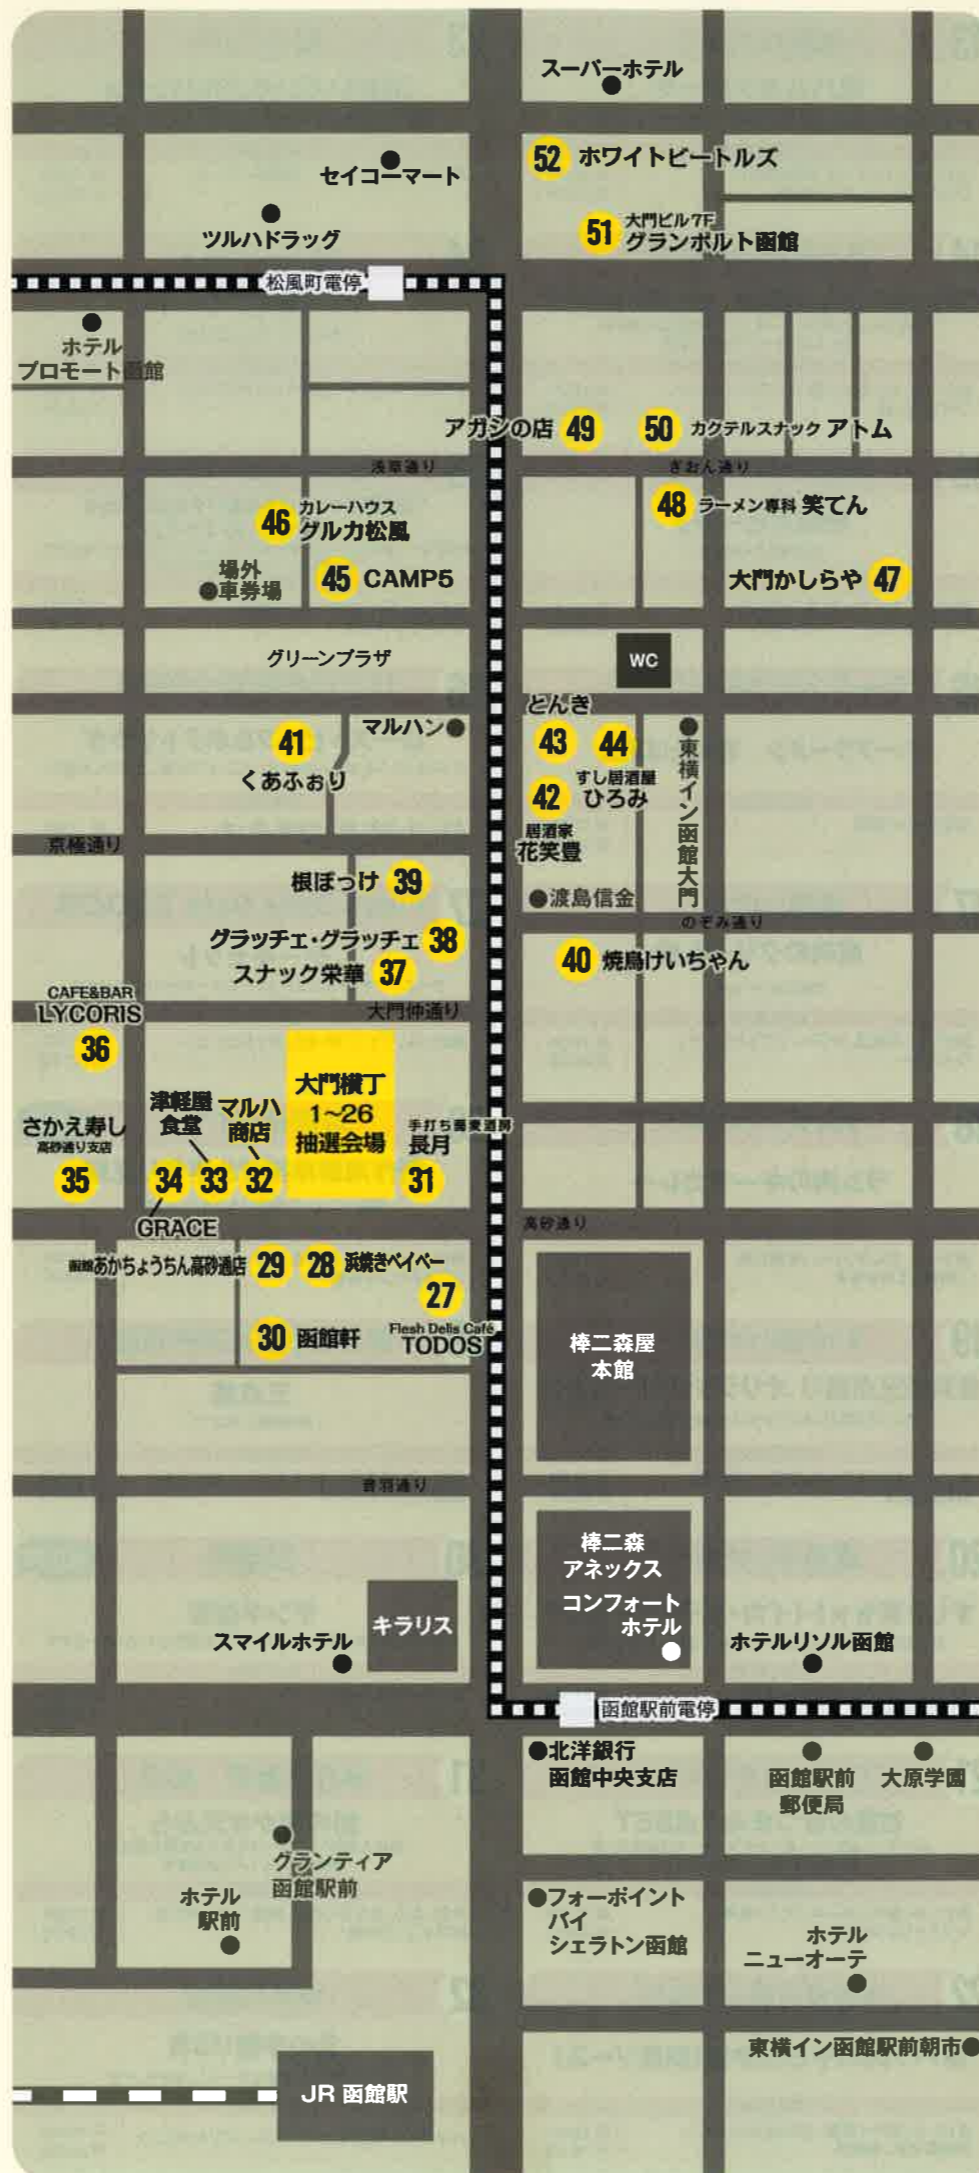 スーパーホテル
52 ホワイトビートルズ
セイコーマート
大門ビル7F
51 グランボルト函館
ツルハドラッグ
松風町電停
ホテル
プロモート函館
アガシの店 49
50 カクテルスナック アトム
浅草通り
ぎおん通り
46 カレーハウス
グルカ松風
48 ラーメン専科 笑てん
場外
車券場
45 CAMP5
大門かしらや 47
グリーンプラザ
WC
とんき
43
44
すし居酒屋
ひろみ
マルハン
41
くあふぉり
東横イン函館大門
42
居酒家
花笑豊
京極通り
根ぼっけ 39
渡島信金
のぞみ通り
グラッチェ・グラッチェ 38
スナック栄華 37
40 焼鳥けいちゃん
CAFE&BAR
LYCORIS
36
大門仲通り
大門横丁
1~26
抽選会場
津軽屋
食堂
33
マルハ
商店
32
手打ち蕎麦酒房
長月
31
さかえ寿し
高砂通り支店
35
34
GRACE
高砂通り
函館あかちょうちん高砂通店 29
28 浜焼きベイベー
27
Flesh Delis Café
TODOS
30 函館軒
棒二森屋
本館
音羽通り
棒二森
アネックス
コンフォート
ホテル
キラリス
スマイルホテル
ホテルリソル函館
函館駅前電停
北洋銀行
函館中央支店
函館駅前
郵便局
大原学園
グランティア
函館駅前
ホテル
駅前
フォーポイント
バイ
シェラトン函館
ホテル
ニューオーテ
東横イン函館駅前朝市
JR 函館駅